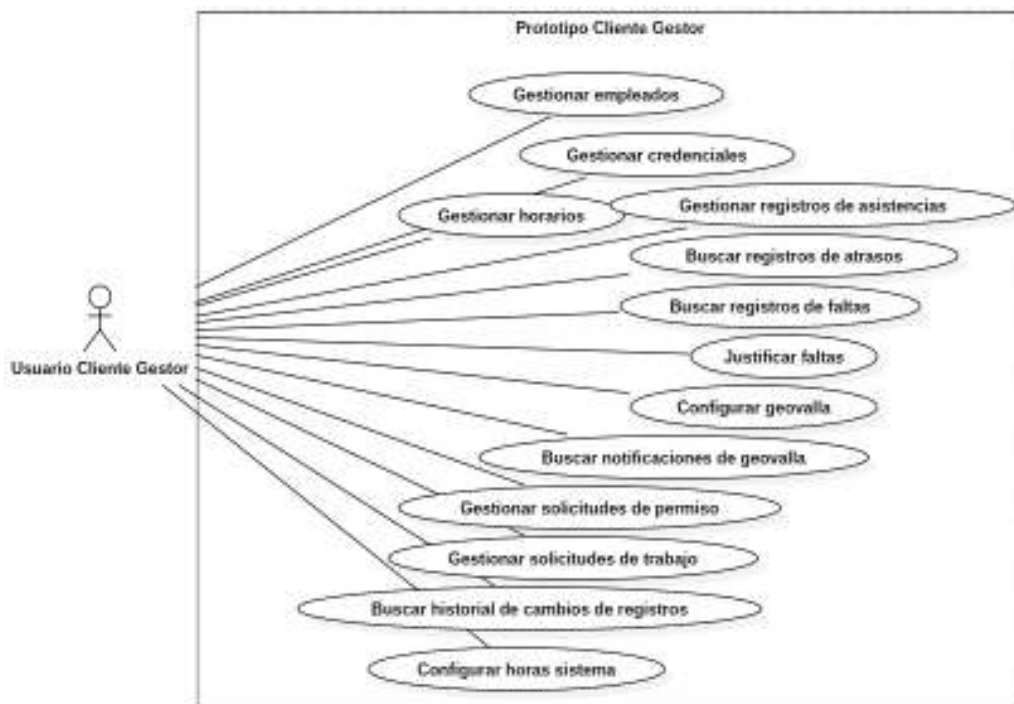 Prototipo Cliente Gestor
Gestionar empleados
Gestionar credenciales
Gestionar horarios
Gestionar registros de asistencias
Buscar registros de atrasos
Buscar registros de faltas
Justificar faltas
Usuario Cliente Gestor
Configurar geovalla
Buscar notificaciones de geovalla
Gestionar solicitudes de permiso
Gestionar solicitudes de trabajo
Buscar historial de cambios de registros
Configurar horas sistema